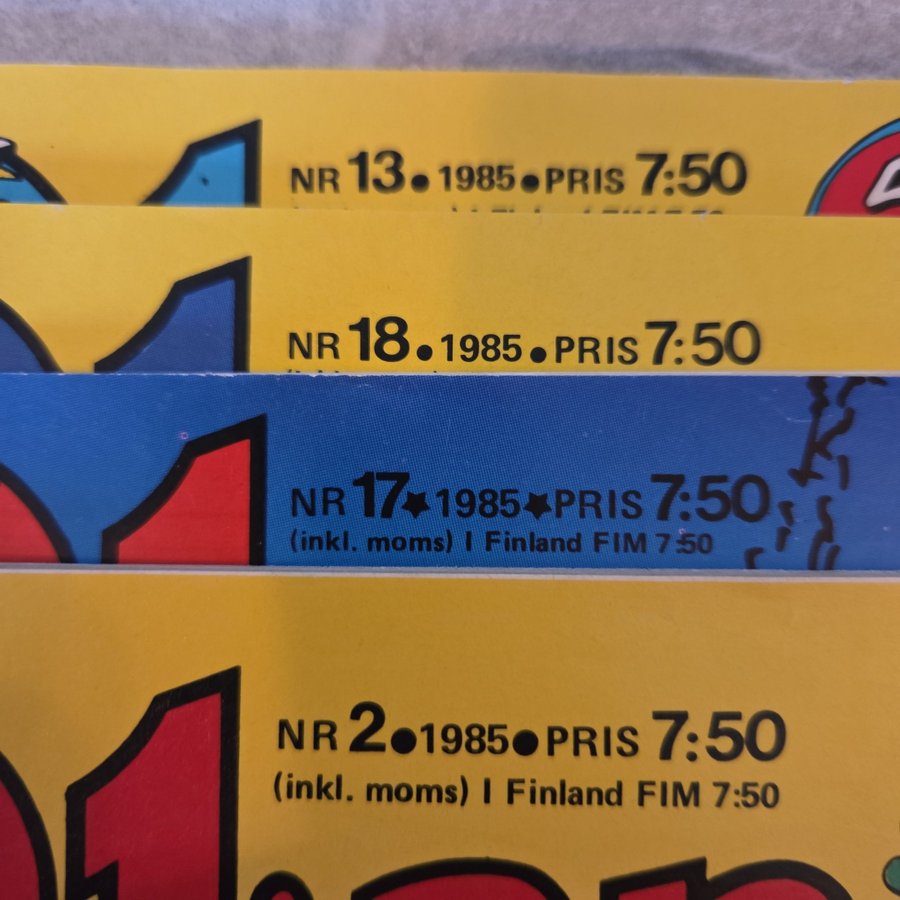 NR 13 • 1985 • PRIS 7:50
NR 18 • 1985 • PRIS 7:50
NR 17★1985★PRIS 7:50
(inkl. moms) I Finland FIM 7:50
NR 2•1985•PRIS 7:50
(inkl. moms) I Finland FIM 7:50